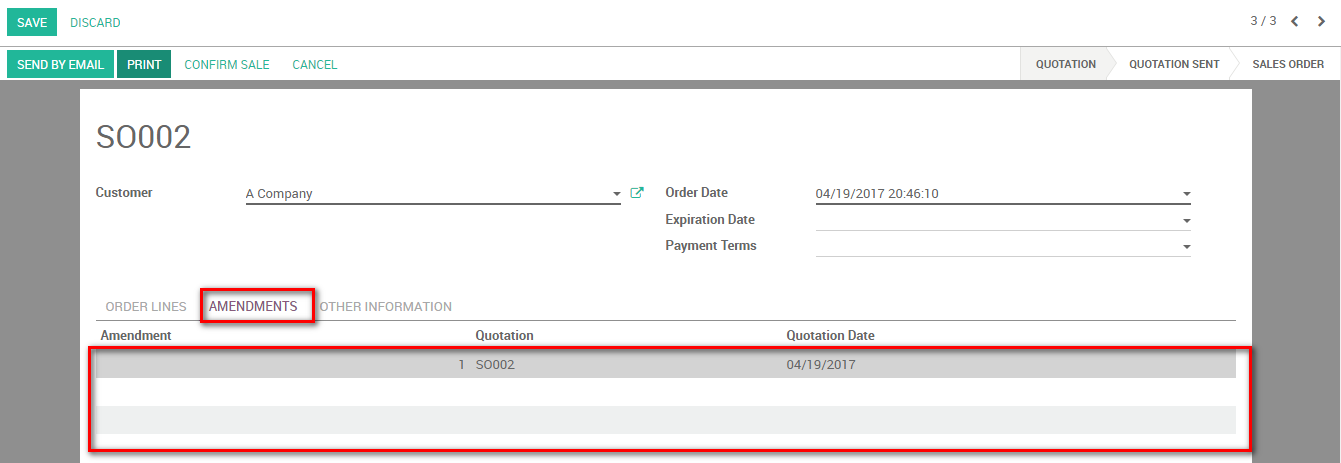 SAVE DISCARD 3 / 3
SEND BY EMAIL PRINT CONFIRM SALE CANCEL QUOTATION QUOTATION SENT SALES ORDER
SO002
Customer A Company Order Date 04/19/2017 20:46:10
Expiration Date
Payment Terms
ORDER LINES AMENDMENTS OTHER INFORMATION
Amendment Quotation Quotation Date
1 SO002 04/19/2017